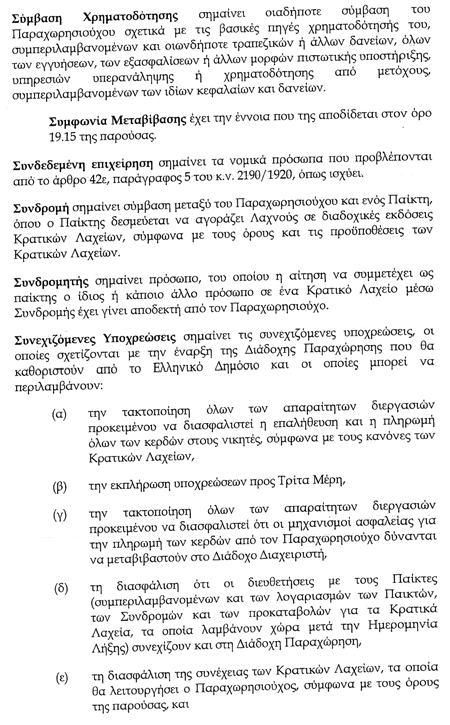 Σύμβαση Χρηματοδότησης σημαίνει οιαδήποτε σύμβαση του
Παραχωρησιούχου σχετικά με τις βασικές πηγές χρηματοδότησής του,
συμπεριλαμβανομένων και οιωνδήποτε τραπεζικών ή άλλων δανείων, όλων
των εγγυήσεων, των εξασφαλίσεων ή άλλων μορφών πιστωτικής υποστήριξης,
υπηρεσιών υπερανάληψης ή χρηματοδότησης από μετόχους,
συμπεριλαμβανομένων των ιδίων κεφαλαίων και δανείων.
Συμφωνία Μεταβίβασης έχει την έννοια που της αποδίδεται στον όρο
19.15 της παρούσας.
Συνδεδεμένη επιχείρηση σημαίνει τα νομικά πρόσωπα που προβλέπονται
από το άρθρο 42ε, παράγραφος 5 του κ.ν. 2190/1920, όπως ισχύει.
Συνδρομή σημαίνει σύμβαση μεταξύ του Παραχωρησιούχου και ενός Παίκτη,
όπου ο Παίκτης δεσμεύεται να αγοράζει Λαχνούς σε διαδοχικές εκδόσεις
Κρατικών Λαχείων, σύμφωνα με τους όρους και τις προϋποθέσεις των
Κρατικών Λαχείων.
Συνδρομητής σημαίνει πρόσωπο, του οποίου η αίτηση να συμμετέχει ως
παίκτης ο ίδιος ή κάποιο άλλο πρόσωπο σε ένα Κρατικό Λαχείο μέσω
Συνδρομής έχει γίνει αποδεκτή από τον Παραχωρησιούχο.
Συνεχιζόμενες Υποχρεώσεις σημαίνει τις συνεχιζόμενες υποχρεώσεις, οι
οποίες σχετίζονται με την έναρξη της Διάδοχης Παραχώρησης που θα
καθοριστούν από το Ελληνικό Δημόσιο και οι οποίες μπορεί να
περιλαμβάνουν:
(α) την τακτοποίηση όλων των απαραίτητων διεργασιών
προκειμένου να διασφαλιστεί η επαλήθευση και η πληρωμή
όλων των κερδών στους νικητές, σύμφωνα με τους κανόνες των
Κρατικών Λαχείων,
(β) την εκπλήρωση υποχρεώσεων προς Τρίτα Μέρη,
(γ) την τακτοποίηση όλων των απαραίτητων διεργασιών
προκειμένου να διασφαλιστεί ότι οι μηχανισμοί ασφαλείας για
την πληρωμή των κερδών από τον Παραχωρησιούχο δύνανται
να μεταβιβαστούν στο Διάδοχο Διαχειριστή,
(δ) τη διασφάλιση ότι οι διευθετήσεις με τους Παίκτες
(συμπεριλαμβανομένων και των λογαριασμών των Παικτών,
των Συνδρομών και των προκαταβολών για τα Κρατικά
Λαχεία, τα οποία λαμβάνουν χώρα μετά την Ημερομηνία
Λήξης) συνεχίζουν και στη Διάδοχη Παραχώρηση,
(ε) τη διασφάλιση της συνέχειας των Κρατικών Λαχείων, τα οποία
θα λειτουργήσει ο Παραχωρησιούχος, σύμφωνα με τους όρους
της παρούσας, και